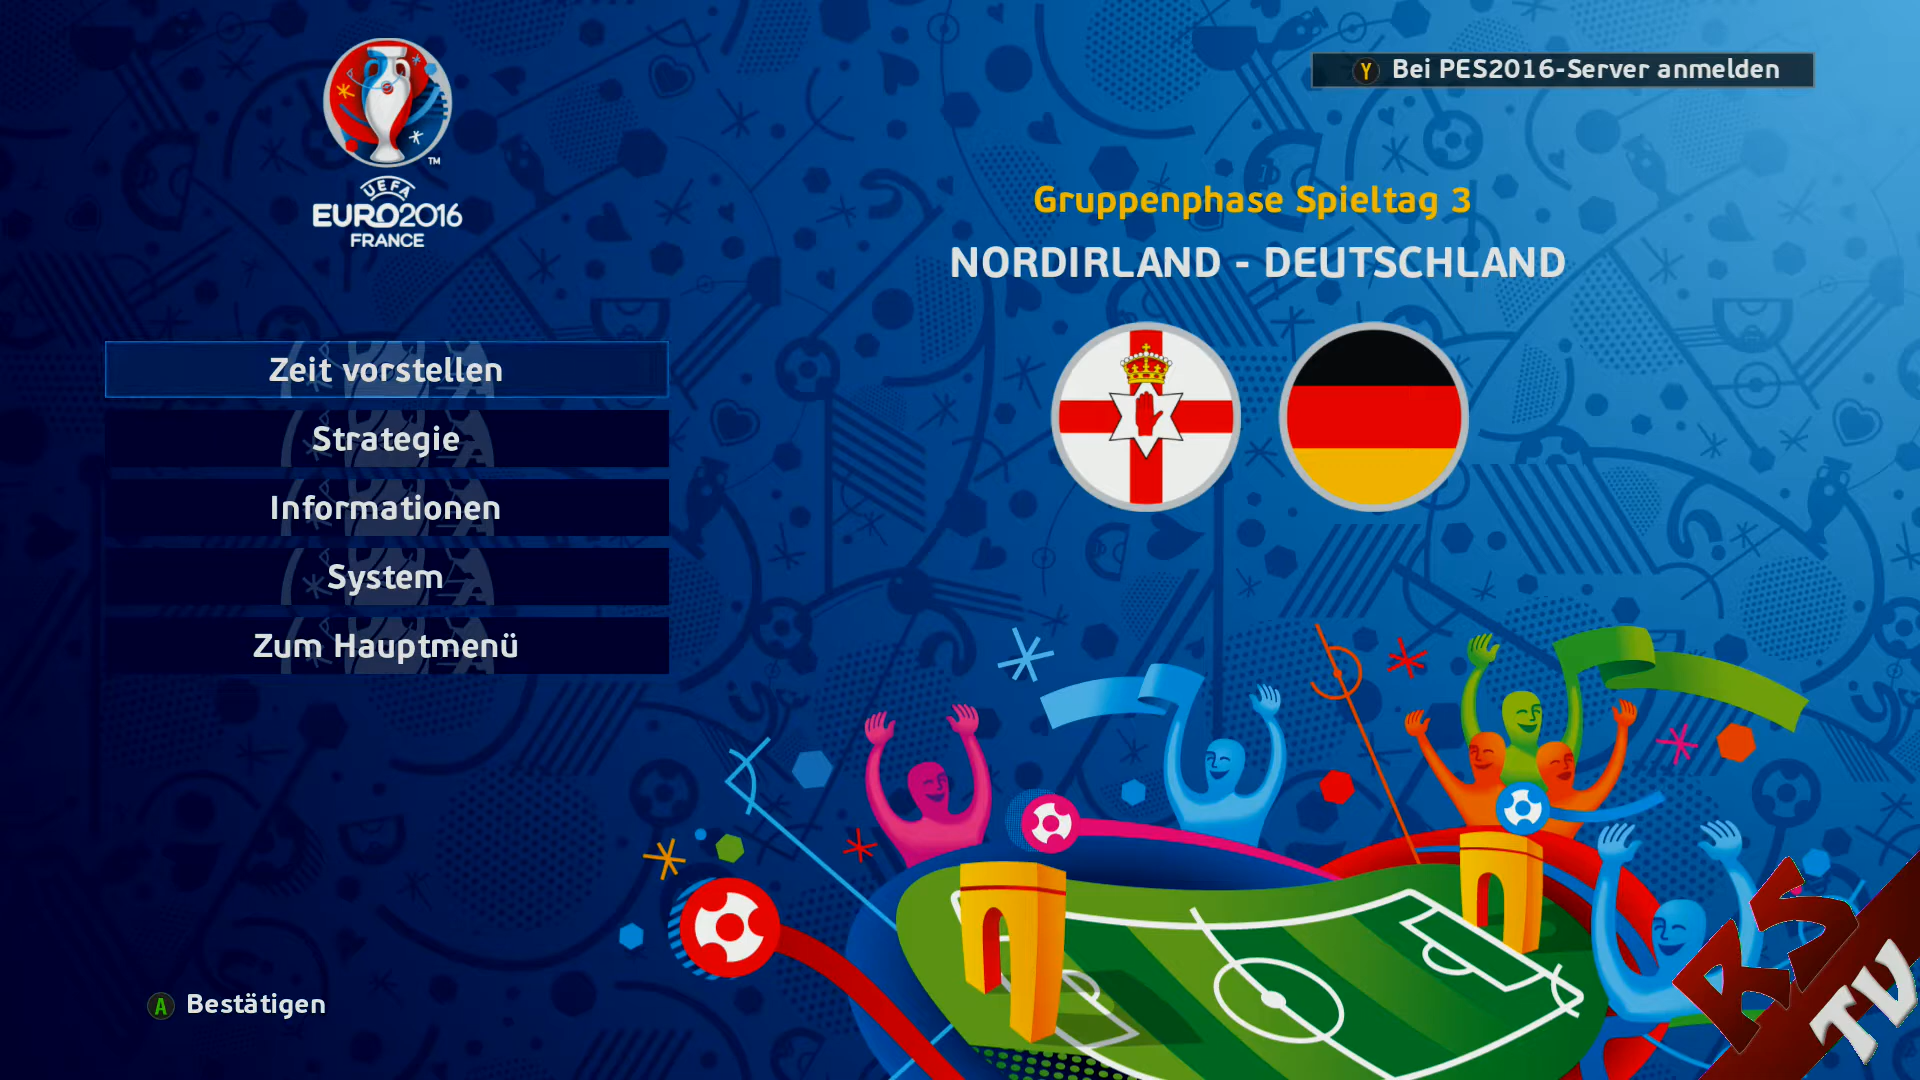 TM
UEFA
EURO2016
FRANCE
Y Bei PES2016-Server anmelden
Gruppenphase Spieltag 3
NORDIRLAND - DEUTSCHLAND
Zeit vorstellen
Strategie
Informationen
System
Zum Hauptmenü
A Bestätigen
RS
TV